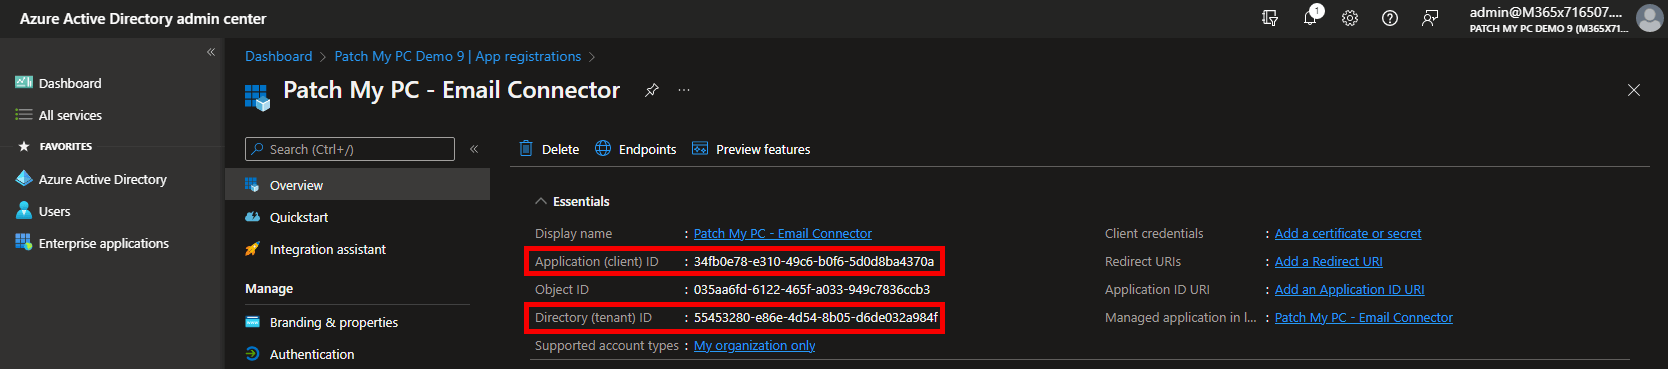 Azure Active Directory admin center
1
admin@M365x716507....
PATCH MY PC DEMO 9 (M365X71...
«
Dashboard
All services
FAVORITES
Azure Active Directory
Users
Enterprise applications
Dashboard > Patch My PC Demo 9 | App registrations >
Patch My PC - Email Connector ...
Search (Ctrl+/) «
Overview
Quickstart
Integration assistant
Manage
Branding & properties
Authentication
Delete Endpoints Preview features
Essentials
Display name : Patch My PC - Email Connector
Application (client) ID : 34fb0e78-e310-49c6-b0f6-5d0d8ba4370a
Object ID : 035aa6fd-6122-465f-a033-949c7836ccb3
Directory (tenant) ID : 55453280-e86e-4d54-8b05-d6de032a984f
Supported account types : My organization only
Client credentials : Add a certificate or secret
Redirect URIs : Add a Redirect URI
Application ID URI : Add an Application ID URI
Managed application in l... : Patch My PC - Email Connector